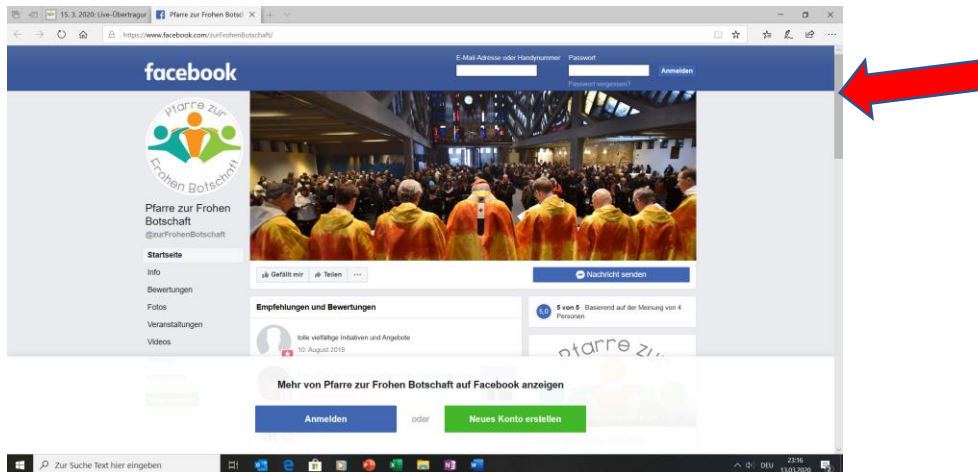 15. 3. 2020: Live-Übertragur
Pfarre zur Frohen Botsc
https://www.facebook.com/zurFrohenBotschaft/
facebook
E-Mail-Adresse oder Handynummer
Passwort
Anmelden
Passwort vergessen?
Pfarre zur
Frohen Botschaft
Pfarre zur Frohen
Botschaft
@zurFrohenBotschaft
Startseite
Info
Bewertungen
Fotos
Veranstaltungen
Videos
Gefällt mir
Teilen
Nachricht senden
Empfehlungen und Bewertungen
tolle vielfältige Initiativen und Angebote
10. August 2019
5,0
5 von 5 · Basierend auf der Meinung von 4
Personen
Pfarre zur
Mehr von Pfarre zur Frohen Botschaft auf Facebook anzeigen
Anmelden
oder
Neues Konto erstellen
Zur Suche Text hier eingeben
DEU
23:16
13.03.2020